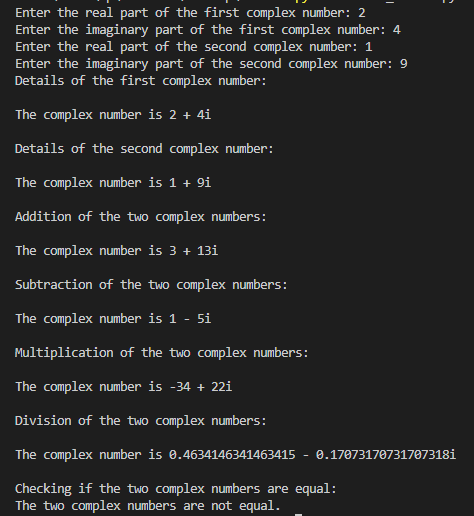 Enter the real part of the first complex number: 2
Enter the imaginary part of the first complex number: 4
Enter the real part of the second complex number: 1
Enter the imaginary part of the second complex number: 9
Details of the first complex number:
The complex number is 2 + 4i
Details of the second complex number:
The complex number is 1 + 9i
Addition of the two complex numbers:
The complex number is 3 + 13i
Subtraction of the two complex numbers:
The complex number is 1 - 5i
Multiplication of the two complex numbers:
The complex number is -34 + 22i
Division of the two complex numbers:
The complex number is 0.4634146341463415 - 0.17073170731707318i
Checking if the two complex numbers are equal:
The two complex numbers are not equal.